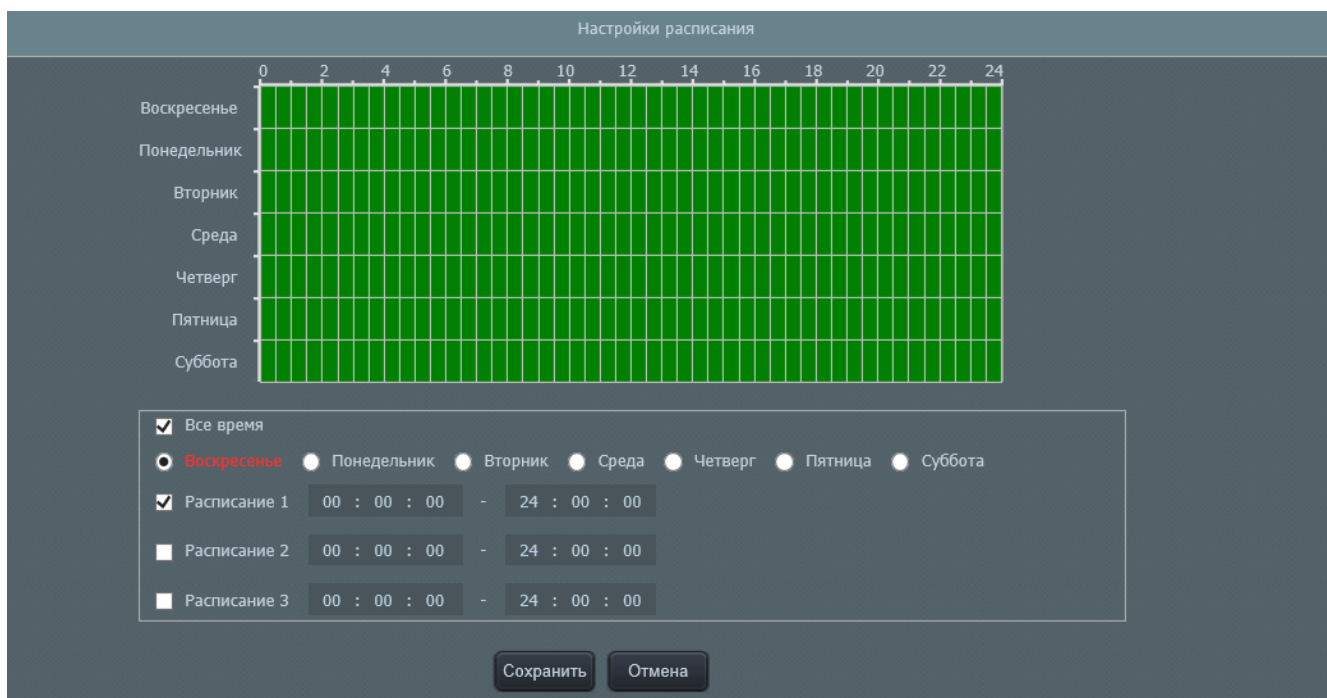 Настройки расписания
0 2 4 6 8 10 12 14 16 18 20 22 24
Воскресенье
Понедельник
Вторник
Среда
Четверг
Пятница
Суббота
Все время
Воскресенье Понедельник Вторник Среда Четверг Пятница Суббота
Расписание 1 00 : 00 : 00 - 24 : 00 : 00
Расписание 2 00 : 00 : 00 - 24 : 00 : 00
Расписание 3 00 : 00 : 00 - 24 : 00 : 00
Сохранить Отмена